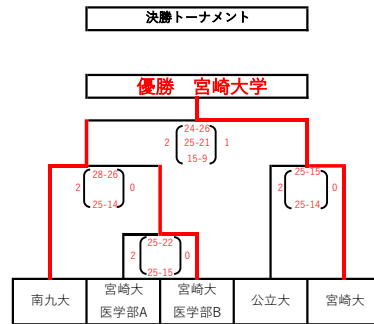 決勝トーナメント
優勝　宮崎大学
24-26
2 25-21 1
15-9
28-26
2 0
25-14
25-15
2 0
25-14
25-22
2 0
25-15
南九大
宮崎大
医学部A
宮崎大
医学部B
公立大
宮崎大